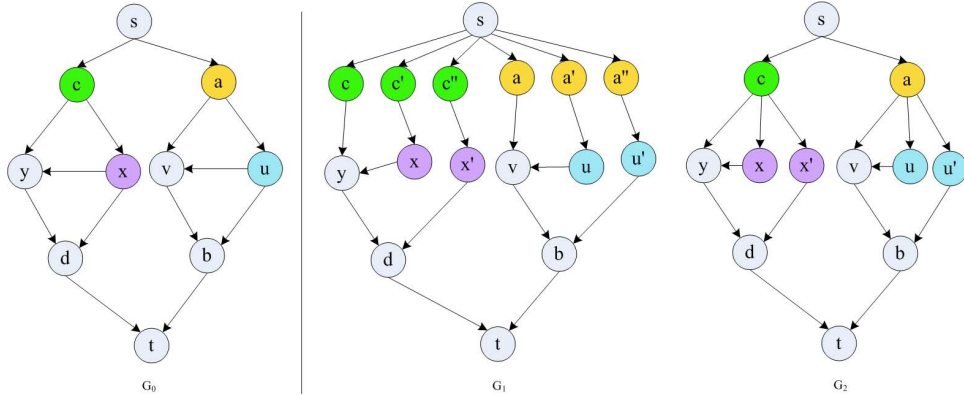 s s s
c a c c' c'' a a' a'' c a
y x v u y x x' v u u' y x x' v u u'
d b d b d b
t t t
G0 G1 G2